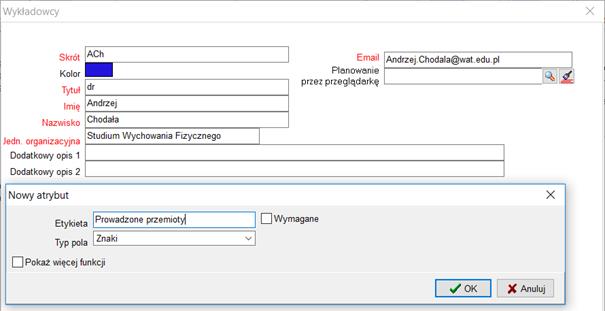 Wykładowcy
Skrót ACh Email Andrzej.Chodala@wat.edu.pl
Kolor Planowanie
przez przeglądarkę
Tytuł dr
Imię Andrzej
Nazwisko Chodała
Jedn. organizacyjna Studium Wychowania Fizycznego
Dodatkowy opis 1
Dodatkowy opis 2
Nowy atrybut
Etykieta Prowadzone przemioty Wymagane
Typ pola Znaki
Pokaż więcej funkcji
OK Anuluj